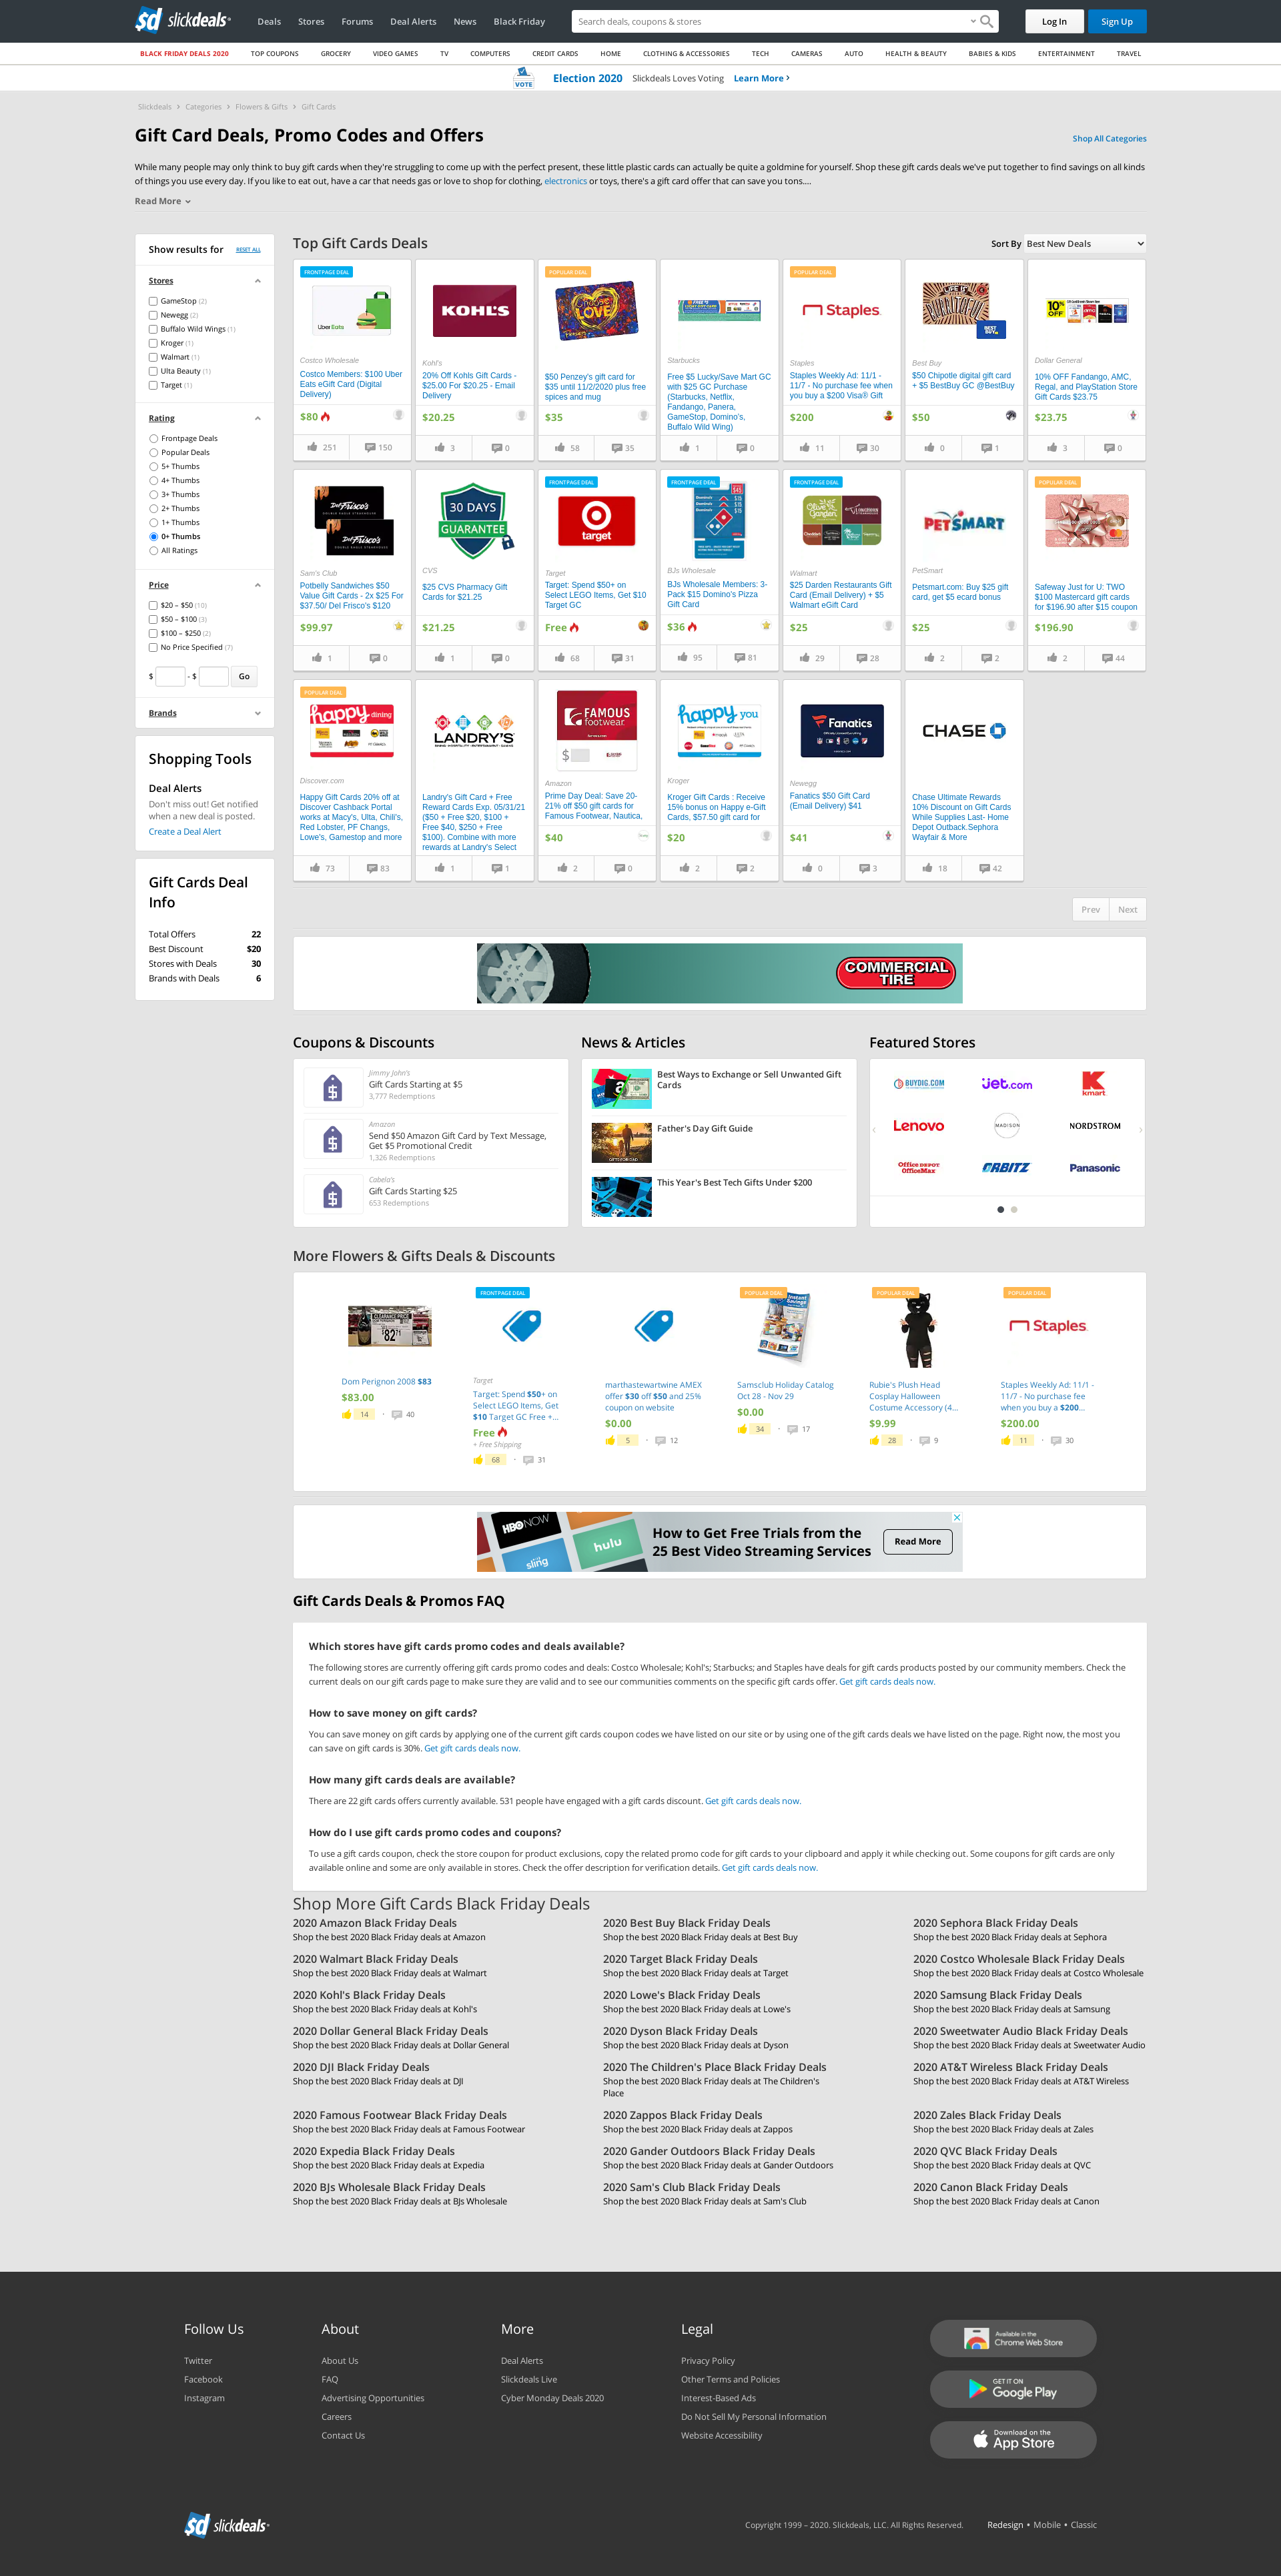 sd slickdeals
Deals
Stores
Forums
Deal Alerts
News
Black Friday
Search deals, coupons & stores
Log In
Sign Up
BLACK FRIDAY DEALS 2020
TOP COUPONS
GROCERY
VIDEO GAMES
TV
COMPUTERS
CREDIT CARDS
HOME
CLOTHING & ACCESSORIES
TECH
CAMERAS
AUTO
HEALTH & BEAUTY
BABIES & KIDS
ENTERTAINMENT
TRAVEL
VOTE
Election 2020 Slickdeals Loves Voting Learn More
Slickdeals > Categories > Flowers & Gifts > Gift Cards
Gift Card Deals, Promo Codes and Offers
Shop All Categories
While many people may only think to buy gift cards when they're struggling to come up with the perfect present, these little plastic cards can actually be quite a goldmine for yourself. Shop these gift cards deals we've put together to find savings on all kinds
of things you use every day. If you like to eat out, have a car that needs gas or love to shop for clothing, electronics or toys, there's a gift card offer that can save you tons....
Read More
Show results for
RESET ALL
Stores
GameStop (2)
Newegg (2)
Buffalo Wild Wings (1)
Kroger (1)
Walmart (1)
Ulta Beauty (1)
Target (1)
Rating
Frontpage Deals
Popular Deals
5+ Thumbs
4+ Thumbs
3+ Thumbs
2+ Thumbs
1+ Thumbs
0+ Thumbs
All Ratings
Price
$20 – $50 (10)
$50 – $100 (3)
$100 – $250 (2)
No Price Specified (7)
$ - $ Go
Brands
Shopping Tools
Deal Alerts
Don't miss out! Get notified
when a new deal is posted.
Create a Deal Alert
Gift Cards Deal
Info
Total Offers 22
Best Discount $20
Stores with Deals 30
Brands with Deals 6
Top Gift Cards Deals
Sort By Best New Deals
FRONTPAGE DEAL
Uber Eats
Costco Wholesale
Costco Members: $100 Uber
Eats eGift Card (Digital
Delivery)
$80
251
150
KOHL'S
Kohl's
20% Off Kohls Gift Cards -
$25.00 For $20.25 - Email
Delivery
$20.25
3
0
POPULAR DEAL
CHOOSE LOVE
$50 Penzey's gift card for
$35 until 11/2/2020 plus free
spices and mug
$35
58
35
Starbucks
Free $5 Lucky/Save Mart GC
with $25 GC Purchase
(Starbucks, Netflix,
Fandango, Panera,
GameStop, Domino's,
Buffalo Wild Wing)
1
0
POPULAR DEAL
Staples
Staples
Staples Weekly Ad: 11/1 -
11/7 - No purchase fee when
you buy a $200 Visa® Gift
$200
11
30
BEST BUY
Best Buy
$50 Chipotle digital gift card
+ $5 BestBuy GC @BestBuy
$50
0
1
10% OFF
Dollar General
10% OFF Fandango, AMC,
Regal, and PlayStation Store
Gift Cards $23.75
$23.75
3
0
Del Frisco's
Del Frisco's
Sam's Club
Potbelly Sandwiches $50
Value Gift Cards - 2x $25 For
$37.50/ Del Frisco's $120
$99.97
1
0
30 DAYS
GUARANTEE
CVS
$25 CVS Pharmacy Gift
Cards for $21.25
$21.25
1
0
FRONTPAGE DEAL
target
Target
Target: Spend $50+ on
Select LEGO Items, Get $10
Target GC
Free
68
31
FRONTPAGE DEAL
BJs Wholesale
BJs Wholesale Members: 3-
Pack $15 Domino's Pizza
Gift Card
$36
95
81
FRONTPAGE DEAL
Olive Garden
LONGHORN
Walmart
$25 Darden Restaurants Gift
Card (Email Delivery) + $5
Walmart eGift Card
$25
29
28
PETSMART
PetSmart
Petsmart.com: Buy $25 gift
card, get $5 ecard bonus
$25
2
2
POPULAR DEAL
Safeway Just for U: TWO
$100 Mastercard gift cards
for $196.90 after $15 coupon
$196.90
2
44
POPULAR DEAL
happy dining
Discover.com
Happy Gift Cards 20% off at
Discover Cashback Portal
works at Macy's, Ulta, Chili's,
Red Lobster, PF Changs,
Lowe's, Gamestop and more
73
83
LANDRY'S
Landry's Gift Card + Free
Reward Cards Exp. 05/31/21
($50 + Free $20, $100 +
Free $40, $250 + Free
$100). Combine with more
rewards at Landry's Select
1
1
FAMOUS footwear
$
Amazon
Prime Day Deal: Save 20-
21% off $50 gift cards for
Famous Footwear, Nautica,
$40
2
0
happy you
Kroger
Kroger Gift Cards : Receive
15% bonus on Happy e-Gift
Cards, $57.50 gift card for
$20
2
2
Fanatics
Newegg
Fanatics $50 Gift Card
(Email Delivery) $41
$41
0
3
CHASE
Chase Ultimate Rewards
10% Discount on Gift Cards
While Supplies Last- Home
Depot Outback.Sephora
Wayfair & More
18
42
Prev
Next
COMMERCIAL TIRE
Coupons & Discounts
Jimmy John's
Gift Cards Starting at $5
3,777 Redemptions
Amazon
Send $50 Amazon Gift Card by Text Message,
Get $5 Promotional Credit
1,326 Redemptions
Cabela's
Gift Cards Starting $25
653 Redemptions
News & Articles
Best Ways to Exchange or Sell Unwanted Gift
Cards
Father's Day Gift Guide
This Year's Best Tech Gifts Under $200
Featured Stores
BUYDIG.COM
Jet.com
Kmart
Lenovo
MADISON
NORDSTROM
Office DEPOT
OfficeMax
ORBITZ
Panasonic
More Flowers & Gifts Deals & Discounts
Dom Perignon 2008 $83
$83.00
14 · 40
FRONTPAGE DEAL
Target
Target: Spend $50+ on
Select LEGO Items, Get
$10 Target GC Free +...
Free
+ Free Shipping
68 · 31
marthastewartwine AMEX
offer $30 off $50 and 25%
coupon on website
$0.00
5 · 12
POPULAR DEAL
Samsclub Holiday Catalog
Oct 28 - Nov 29
$0.00
34 · 17
POPULAR DEAL
Rubie's Plush Head
Cosplay Halloween
Costume Accessory (4...
$9.99
28 · 9
POPULAR DEAL
Staples
Staples Weekly Ad: 11/1 -
11/7 - No purchase fee
when you buy a $200...
$200.00
11 · 30
HBO NOW
sling
hulu
How to Get Free Trials from the
25 Best Video Streaming Services
Read More
Gift Cards Deals & Promos FAQ
Which stores have gift cards promo codes and deals available?
The following stores are currently offering gift cards promo codes and deals: Costco Wholesale; Kohl's; Starbucks; and Staples have deals for gift cards products posted by our community members. Check the
current deals on our gift cards page to make sure they are valid and to see our communities comments on the specific gift cards offer. Get gift cards deals now.
How to save money on gift cards?
You can save money on gift cards by applying one of the current gift cards coupon codes we have listed on our site or by using one of the gift cards deals we have listed on the page. Right now, the most you
can save on gift cards is 30%. Get gift cards deals now.
How many gift cards deals are available?
There are 22 gift cards offers currently available. 531 people have engaged with a gift cards discount. Get gift cards deals now.
How do I use gift cards promo codes and coupons?
To use a gift cards coupon, check the store coupon for product exclusions, copy the related promo code for gift cards to your clipboard and apply it while checking out. Some coupons for gift cards are only
available online and some are only available in stores. Check the offer description for verification details. Get gift cards deals now.
Shop More Gift Cards Black Friday Deals
2020 Amazon Black Friday Deals
Shop the best 2020 Black Friday deals at Amazon
2020 Best Buy Black Friday Deals
Shop the best 2020 Black Friday deals at Best Buy
2020 Sephora Black Friday Deals
Shop the best 2020 Black Friday deals at Sephora
2020 Walmart Black Friday Deals
Shop the best 2020 Black Friday deals at Walmart
2020 Target Black Friday Deals
Shop the best 2020 Black Friday deals at Target
2020 Costco Wholesale Black Friday Deals
Shop the best 2020 Black Friday deals at Costco Wholesale
2020 Kohl's Black Friday Deals
Shop the best 2020 Black Friday deals at Kohl's
2020 Lowe's Black Friday Deals
Shop the best 2020 Black Friday deals at Lowe's
2020 Samsung Black Friday Deals
Shop the best 2020 Black Friday deals at Samsung
2020 Dollar General Black Friday Deals
Shop the best 2020 Black Friday deals at Dollar General
2020 Dyson Black Friday Deals
Shop the best 2020 Black Friday deals at Dyson
2020 Sweetwater Audio Black Friday Deals
Shop the best 2020 Black Friday deals at Sweetwater Audio
2020 DJI Black Friday Deals
Shop the best 2020 Black Friday deals at DJI
2020 The Children's Place Black Friday Deals
Shop the best 2020 Black Friday deals at The Children's
Place
2020 AT&T Wireless Black Friday Deals
Shop the best 2020 Black Friday deals at AT&T Wireless
2020 Famous Footwear Black Friday Deals
Shop the best 2020 Black Friday deals at Famous Footwear
2020 Zappos Black Friday Deals
Shop the best 2020 Black Friday deals at Zappos
2020 Zales Black Friday Deals
Shop the best 2020 Black Friday deals at Zales
2020 Expedia Black Friday Deals
Shop the best 2020 Black Friday deals at Expedia
2020 Gander Outdoors Black Friday Deals
Shop the best 2020 Black Friday deals at Gander Outdoors
2020 QVC Black Friday Deals
Shop the best 2020 Black Friday deals at QVC
2020 BJs Wholesale Black Friday Deals
Shop the best 2020 Black Friday deals at BJs Wholesale
2020 Sam's Club Black Friday Deals
Shop the best 2020 Black Friday deals at Sam's Club
2020 Canon Black Friday Deals
Shop the best 2020 Black Friday deals at Canon
Follow Us
Twitter
Facebook
Instagram
About
About Us
FAQ
Advertising Opportunities
Careers
Contact Us
More
Deal Alerts
Slickdeals Live
Cyber Monday Deals 2020
Legal
Privacy Policy
Other Terms and Policies
Interest-Based Ads
Do Not Sell My Personal Information
Website Accessibility
Available in the
Chrome Web Store
GET IT ON
Google Play
Download on the
App Store
sd slickdeals
Copyright 1999 – 2020. Slickdeals, LLC. All Rights Reserved.
Redesign • Mobile • Classic